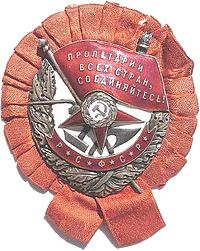 ПРОЛЕТАРИИ
ВСЕХ СТРАН,
СОЕДИНЯЙТЕСЬ!
Р С Ф С Р